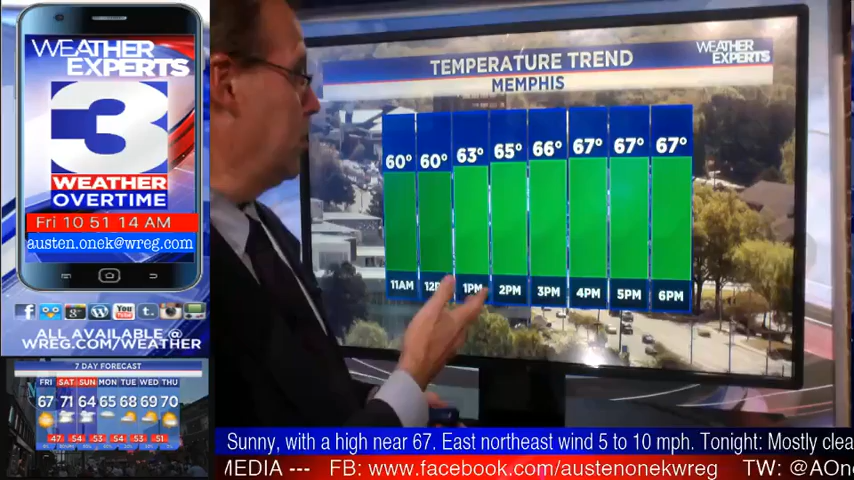 WEATHER
EXPERTS
3
WEATHER
OVERTIME
Fri 10 51 14 AM
austen.onek@wreg.com
ALL AVAILABLE @
WREG.COM/WEATHER
7 DAY FORECAST
FRI SAT SUN MON TUE WED THU
67 71 64 65 68 69 70
47 54 53 54 53 51
TEMPERATURE TREND
MEMPHIS
WEATHER
EXPERTS
60° 60° 63° 65° 66° 67° 67° 67°
11AM 1PM 2PM 3PM 4PM 5PM 6PM
Sunny, with a high near 67. East northeast wind 5 to 10 mph. Tonight: Mostly clea
MEDIA --- FB: www.facebook.com/austenonekwreg TW: @AOn